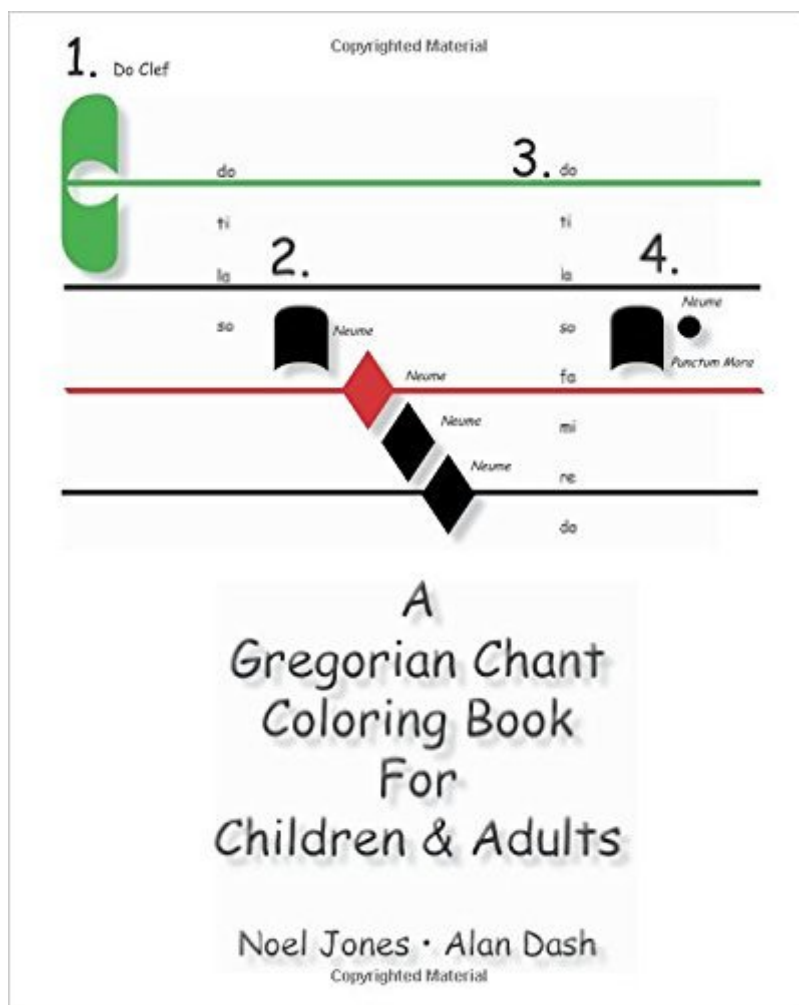 Copyrighted Material
1. Do Clef
do
ti
la
so
2.
Neume
Neume
Neume
Neume
3. do
ti
la
so
fa
mi
re
do
4.
Neume
Punctum Mora
A
Gregorian Chant
Coloring Book
For
Children & Adults
Noel Jones • Alan Dash
Copyrighted Material